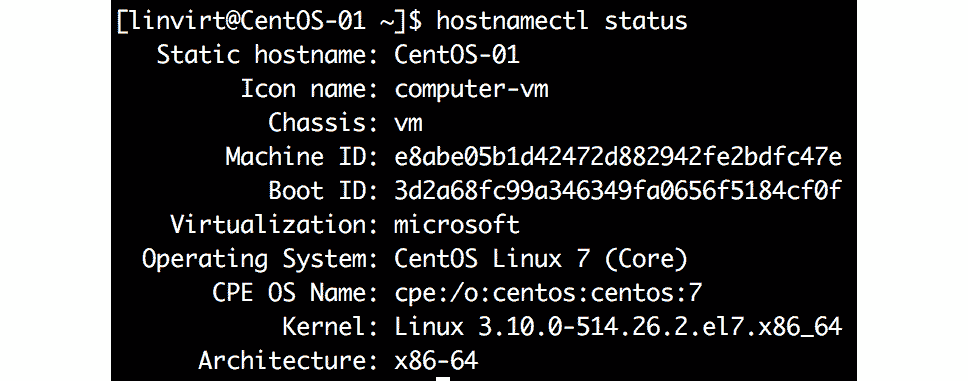 [linvirt@CentOS-01 ~]$ hostnamectl status
Static hostname: CentOS-01
Icon name: computer-vm
Chassis: vm
Machine ID: e8abe05b1d42472d882942fe2bdfc47e
Boot ID: 3d2a68fc99a346349fa0656f5184cf0f
Virtualization: microsoft
Operating System: CentOS Linux 7 (Core)
CPE OS Name: cpe:/o:centos:centos:7
Kernel: Linux 3.10.0-514.26.2.el7.x86_64
Architecture: x86-64